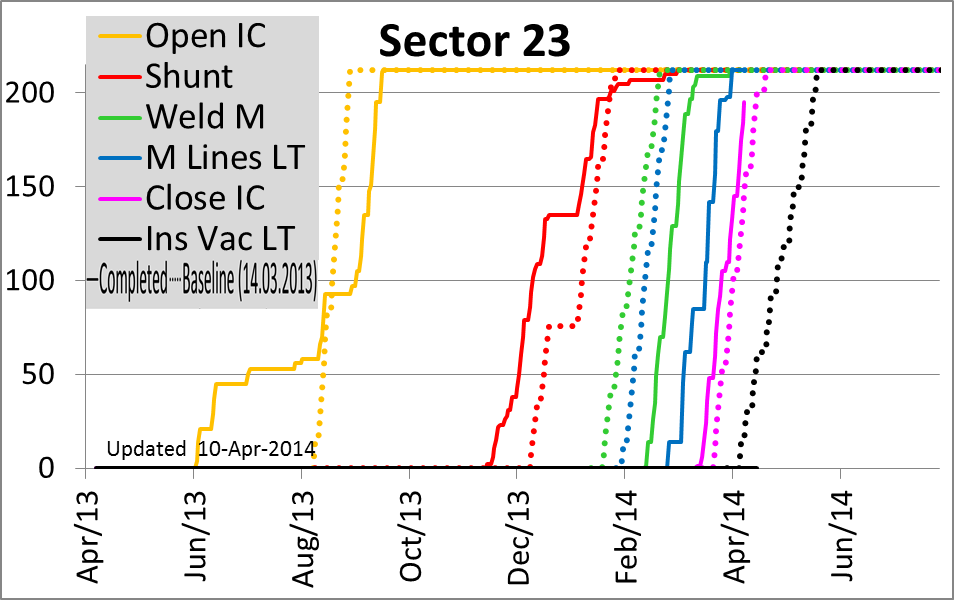 Sector 23
Open IC
Shunt
Weld M
M Lines LT
Close IC
Ins Vac LT
Completed Baseline (14.03.2013)
200
150
100
50
0
Updated 10-Apr-2014
Apr/13
Jun/13
Aug/13
Oct/13
Dec/13
Feb/14
Apr/14
Jun/14